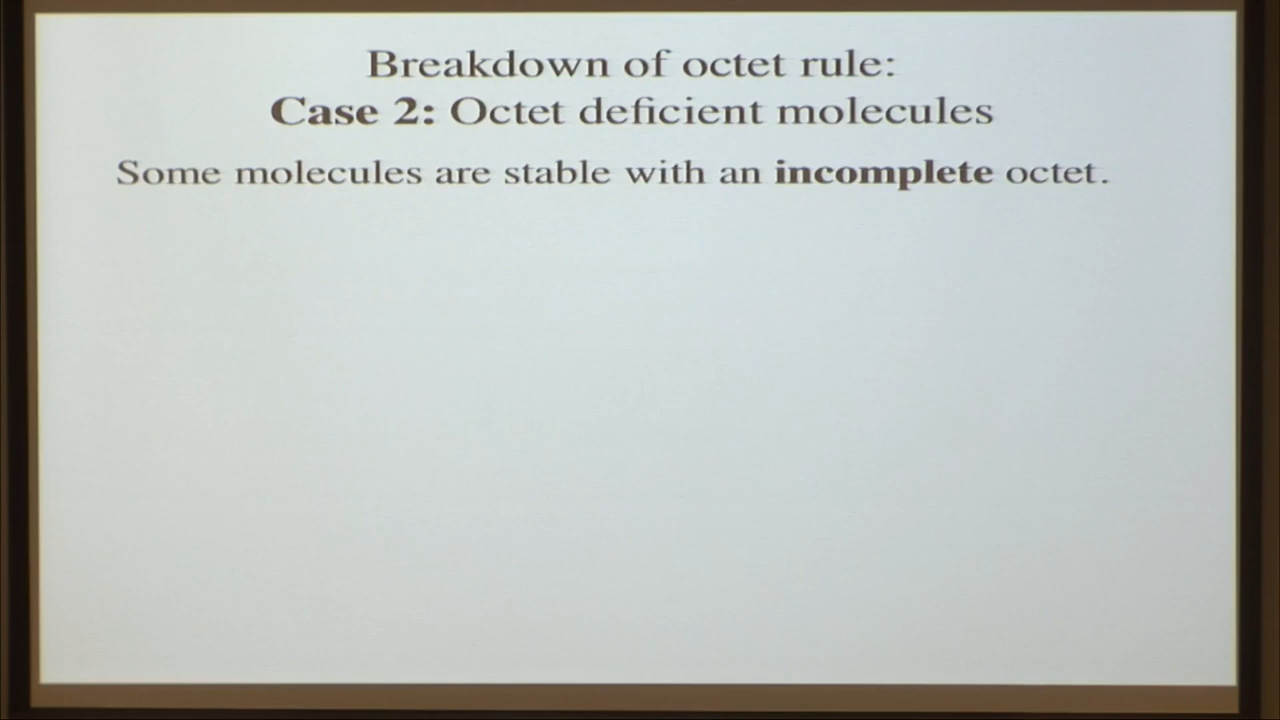 Breakdown of octet rule:
Case 2: Octet deficient molecules
Some molecules are stable with an incomplete octet.